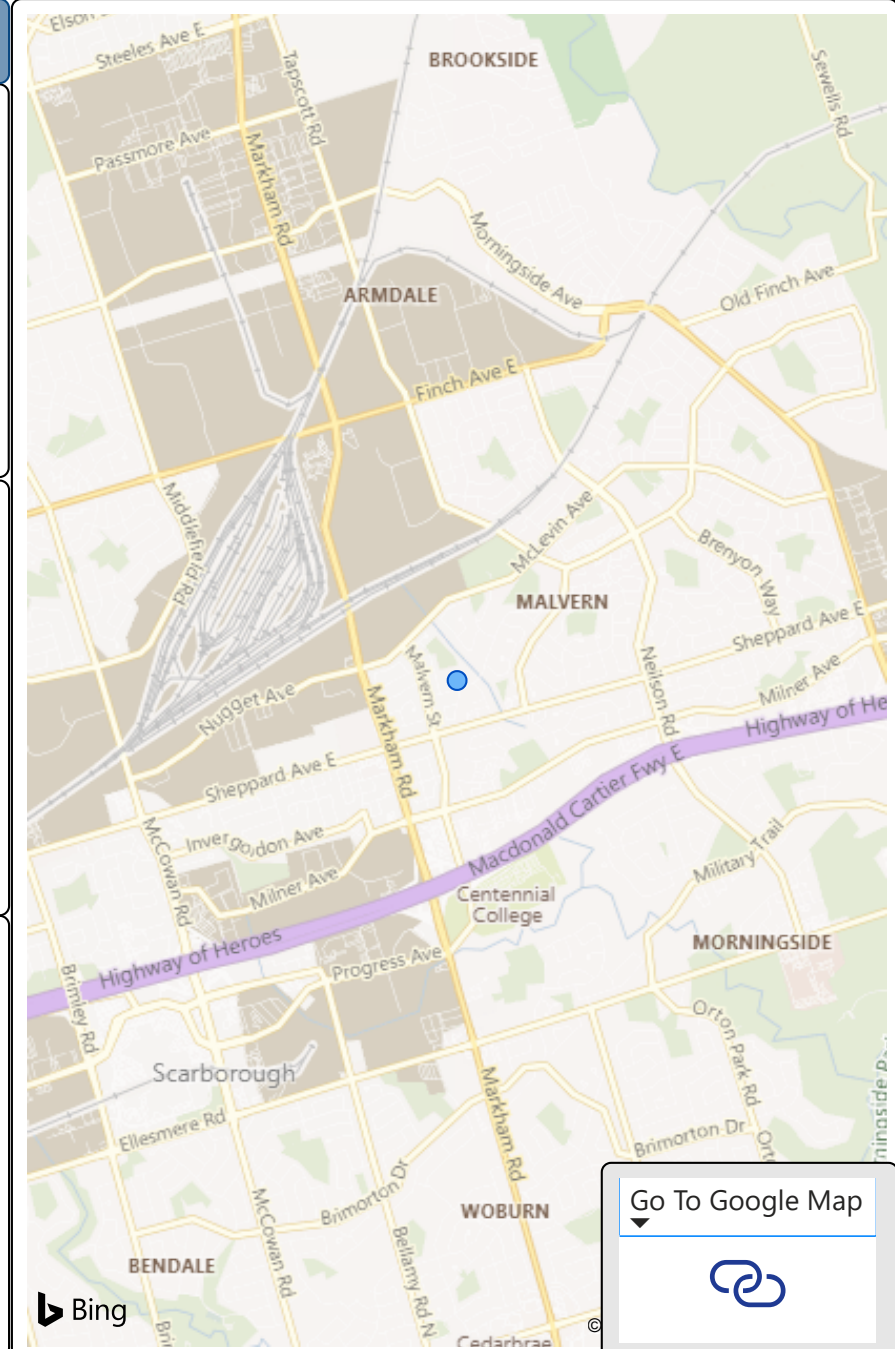 Steeles Ave E
BROOKSIDE
Tapscott Rd
Sewells Rd
Passmore Ave
Markham Rd
Morningside Ave
Old Finch Ave
ARMDALE
Finch Ave E
Middlefield Rd
McLevin Ave
Brenyon Way
MALVERN
Sheppard Ave E
Malvern St
Neilson Rd
Milner Ave
Nugget Ave
Markham Rd
Highway of He
Sheppard Ave E
Macdonald Cartier Fwy E
McCowan Rd
Invergordon Ave
Military Trail
Milner Ave
Centennial
College
Highway of Heroes
MORNINGSIDE
Progress Ave
Brimley Rd
Orton Park Rd
Scarborough
Markham Rd
Ellesmere Rd
Brimorton Dr
Brimorton Dr
McCowan Rd
WOBURN
Bellamy Rd N
BENDALE
Go To Google Map
Bing
©
Cedarbrae